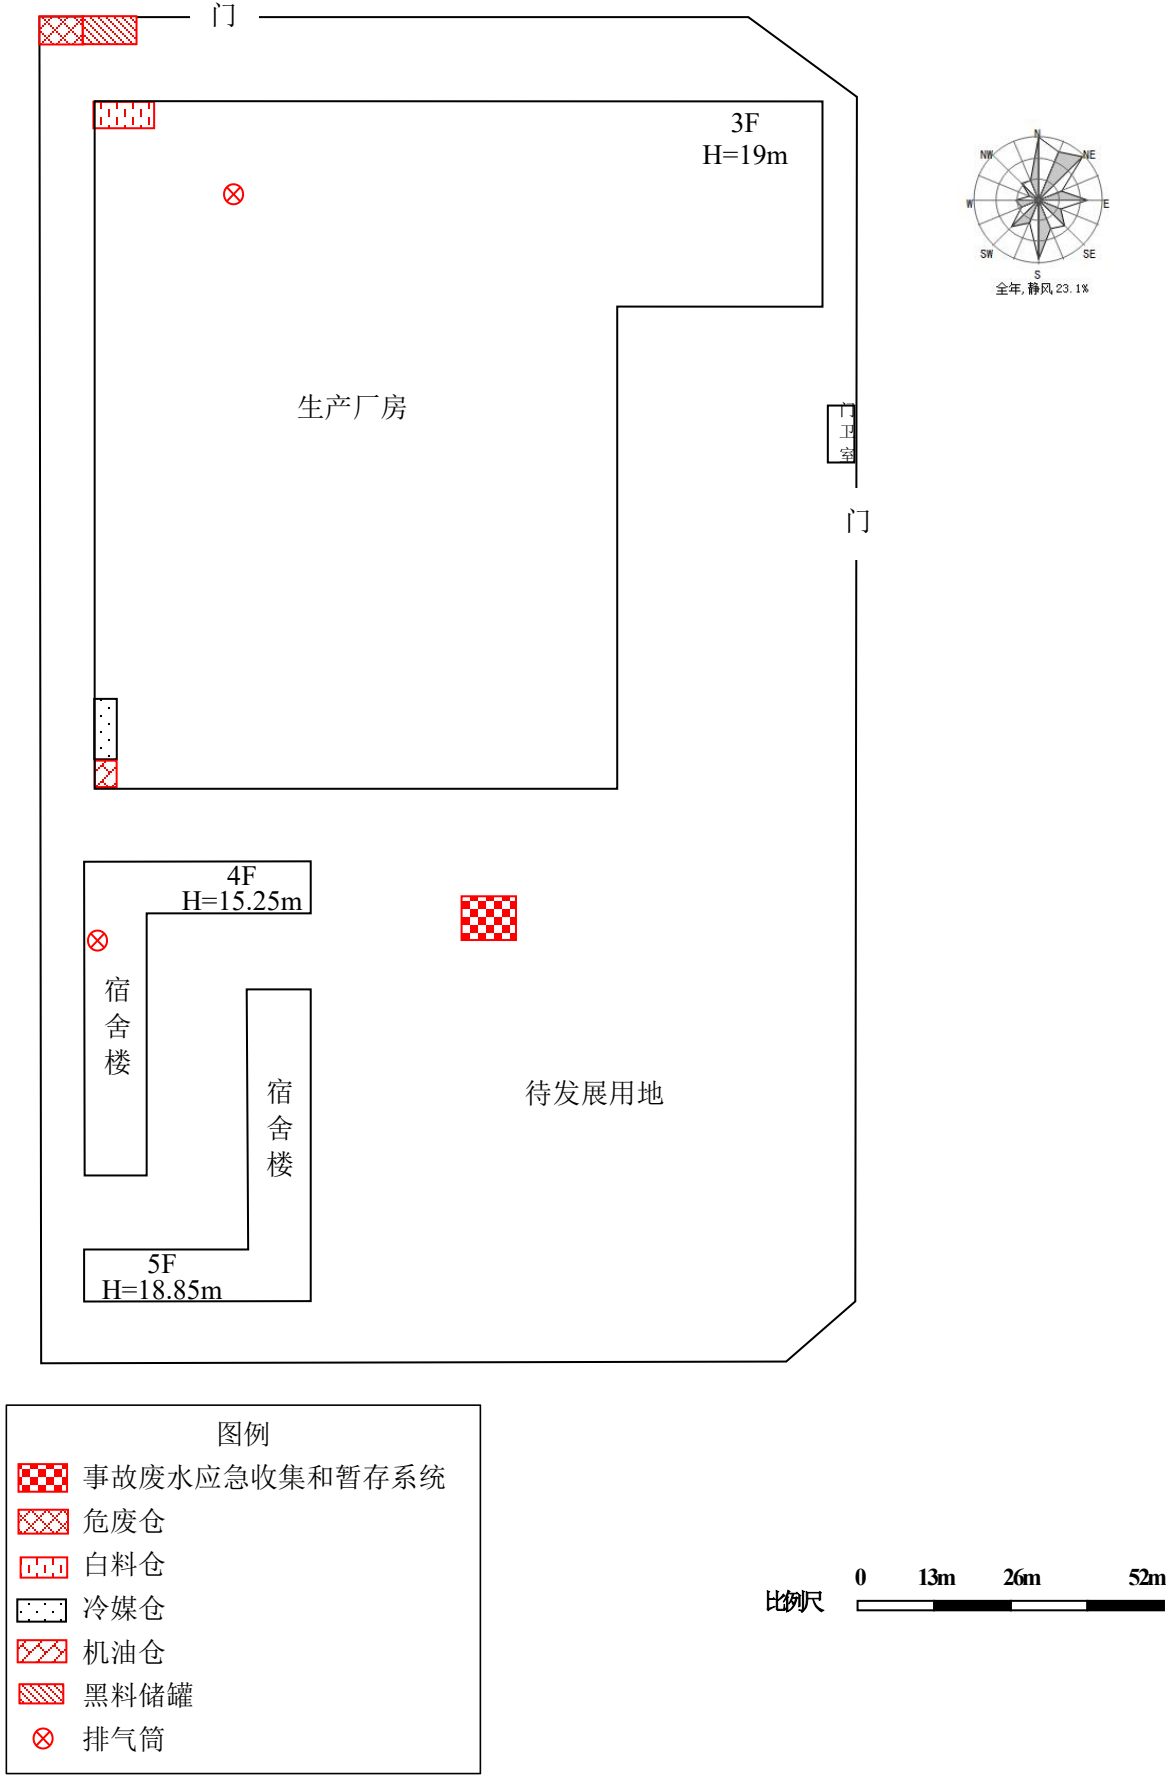 门
3F
H=19m
N
NW
NE
W
E
SW
SE
S
全年,静风23.1%
生产厂房
门
卫
室
门
4F
H=15.25m
宿
舍
楼
宿
舍
楼
待发展用地
5F
H=18.85m
图例
事故废水应急收集和暂存系统
危废仓
白料仓
冷媒仓
机油仓
黑料储罐
排气筒
比例尺
0 13m 26m 52m